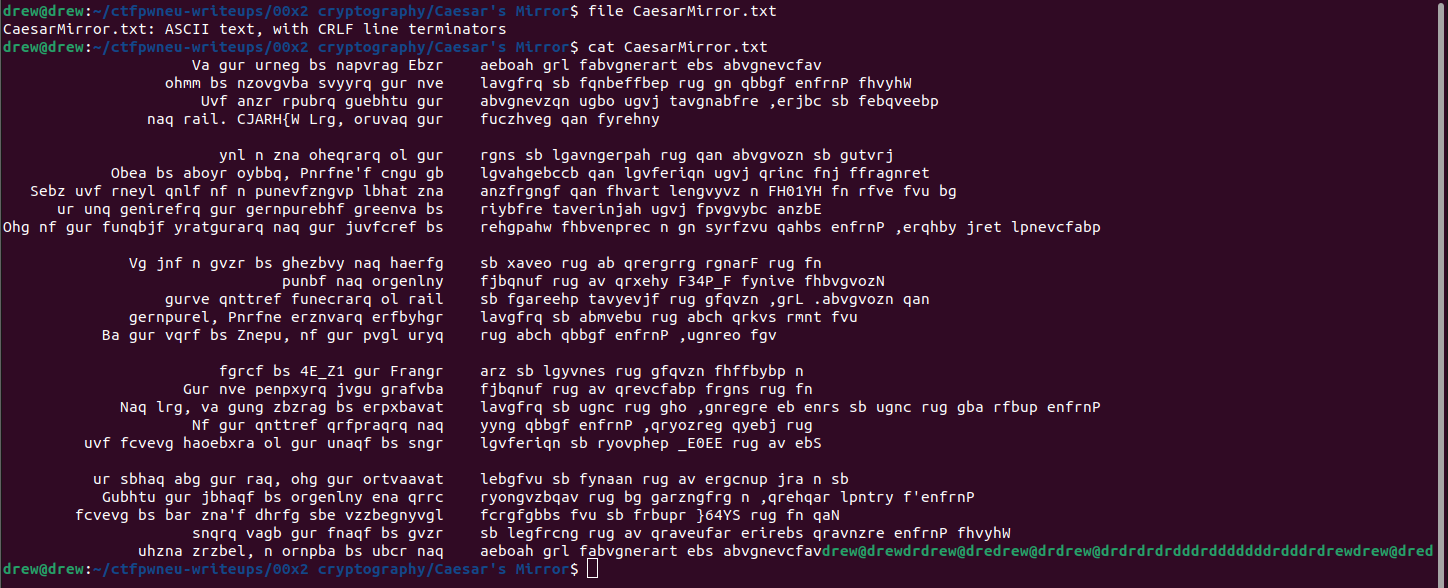 drew@drew:~/ctfpwneu-writeups/00x2 cryptography/Caesar's Mirror$ file CaesarMirror.txt
CaesarMirror.txt: ASCII text, with CRLF line terminators
drew@drew:~/ctfpwneu-writeups/00x2 cryptography/Caesar's Mirror$ cat CaesarMirror.txt
Va gur urneg bs napvrag Ebzr    aeboah grl fabvgnerart ebs abvgnevcfav
ohmm bs nzovgvba svyyrq gur nve    lavgfrq sb fqnbeffbep rug gn qbbgf enfrnP fhvyhW
Uvf anzr rpubrq guebhtu gur    abvgnevzqn ugbo ugvj tavgnabfre ,erjbc sb febqveebp
naq rail. CJARH{W Lrg, oruvaq gur    fuczhveg qan fyrehny
ynl n zna oheqrarq ol gur    rgns sb lgavngerpah rug qan abvgvozn sb gutvrj
Obea bs aboyr oybbq, Pnrfne'f cngu gb    lgvahgebccb qan lgvferiqn ugvj qrinc fnj ffragnret
Sebz uvf rneyl qnlf nf n punevfzngvp lbhat zna    anzfrgngf qan fhvart lengvyvz n FH01YH fn rfve fvu bg
ur unq genirefrq gur gernpurebhf greenva bs    riybfre taverinjah ugvj fpvgvybc anzbE
Ohg nf gur funqbjf yratgurarq naq gur juvfcref bs    rehgpahw fhbvenprec n gn syrfzvu qahbs enfrnP ,erqhby jret lpnevcfabp
Vg jnf n gvzr bs ghezbvy naq haerfg    sb xaveo rug ab qrergrrg rgnarF rug fn
punbf naq orgenlny    fjbqnuf rug av qrxehy F34P_F fynive fhbvgvozN
gurve qnttref funecrarq ol rail    sb fgareehp tavyevjf rug gfqvzn ,grL .abvgvozn qan
gernpurel, Pnrfne erznvarq erfbyhgr    lavgfrq sb abmvebu rug abch qrkvs rmnt fvu
Ba gur vqrf bs Znepu, nf gur pvgl uryq    rug abch qbbgf enfrnP ,ugnreo fgv
fgrcf bs 4E_Z1 gur Frangr    arz sb lgyvnes rug gfqvzn fhffbybp n
Gur nve penpxyrq jvgu grafvba    fjbqnuf rug av qrevcfabp frgns rug fn
Naq lrg, va gung zbzrag bs erpxbavat    lavgfrq sb ugnc rug gho ,gnregre eb enrs sb ugnc rug gba rfbup enfrnP
Nf gur qnttref qrfpraqrq naq    yyng qbbgf enfrnP ,qryozreg qyebj rug
uvf fcvevg haoebxra ol gur unaqf bs sngr    lgvferiqn sb ryovphep _E0EE rug av ebS
ur sbhaq abg gur raq, ohg gur ortvaavat    lebgfvu sb fynaan rug av ergcnup jra n sb
Gubhtu gur jbhaqf bs orgenlny ena qrrc    ryongvzbqav rug bg garzngfrg n ,qrehqar lpntry f'enfrnP
fcvevg bs bar zna'f dhrfg sbe vzzbegnyvgl    fcrgfgbbs fvu sb frbupr }64YS rug fn qaN
snqrq vagb gur fnaqf bs gvzr    sb legfrcng rug av qraveufar erirebs qravnzre enfrnP fhvyhW
uhzna zrzbel, n ornpba bs ubcr naq    aeboah grl fabvgnerart ebs abvgnevcfavdrew@drewdrdrew@dredrew@drdrew@drdrdrdrdrdddrdddddddrdddrdrewdrew@dred
drew@drew:~/ctfpwneu-writeups/00x2 cryptography/Caesar's Mirror$